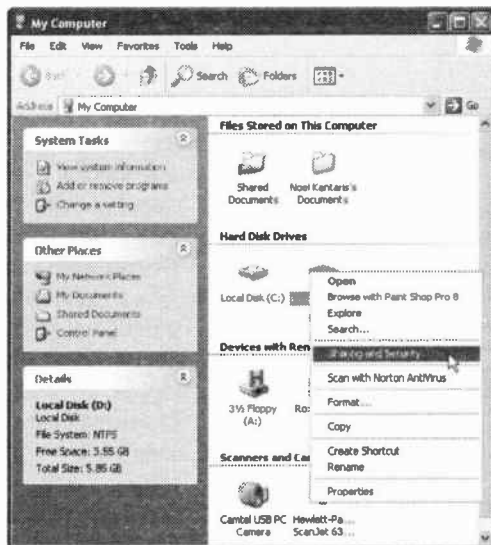 My Computer
File Edit View Favorites Tools Help
Search Folders
Address My Computer Go
System Tasks
View system information
Add or remove programs
Change a setting
Other Places
My Network Places
My Documents
Shared Documents
Control Panel
Details
Local Disk (D:)
Local Disk
File System: NTFS
Free Space: 3.55 GB
Total Size: 5.85 GB
Files Stored on This Computer
Shared Documents
Noel Kantaris's Documents
Hard Disk Drives
Local Disk (C:)
Devices with
3½ Floppy (A:)
Scanners and
Camtel USB PC Camera
Hewlett-Pa... ScanJet 63...
Open
Browse with Paint Shop Pro 8
Explore
Search...
Sharing and Security
Scan with Norton AntiVirus
Format...
Copy
Create Shortcut
Rename
Properties